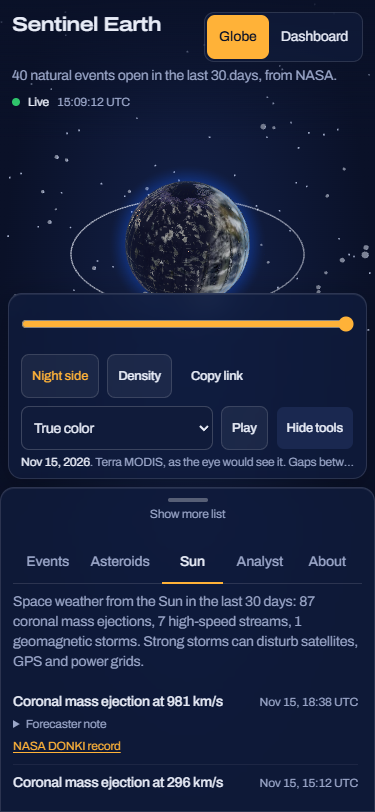 Sentinel Earth
Globe
Dashboard
40 natural events open in the last 30 days, from NASA.
Live 15:09:12 UTC
Night side
Density
Copy link
True color
Play
Hide tools
Nov 15, 2026. Terra MODIS, as the eye would see it. Gaps betw...
Show more list
Events
Asteroids
Sun
Analyst
About
Space weather from the Sun in the last 30 days: 87
coronal mass ejections, 7 high-speed streams, 1
geomagnetic storms. Strong storms can disturb satellites,
GPS and power grids.
Coronal mass ejection at 981 km/s Nov 15, 18:38 UTC
Forecaster note
NASA DONKI record
Coronal mass ejection at 296 km/s Nov 15, 15:12 UTC